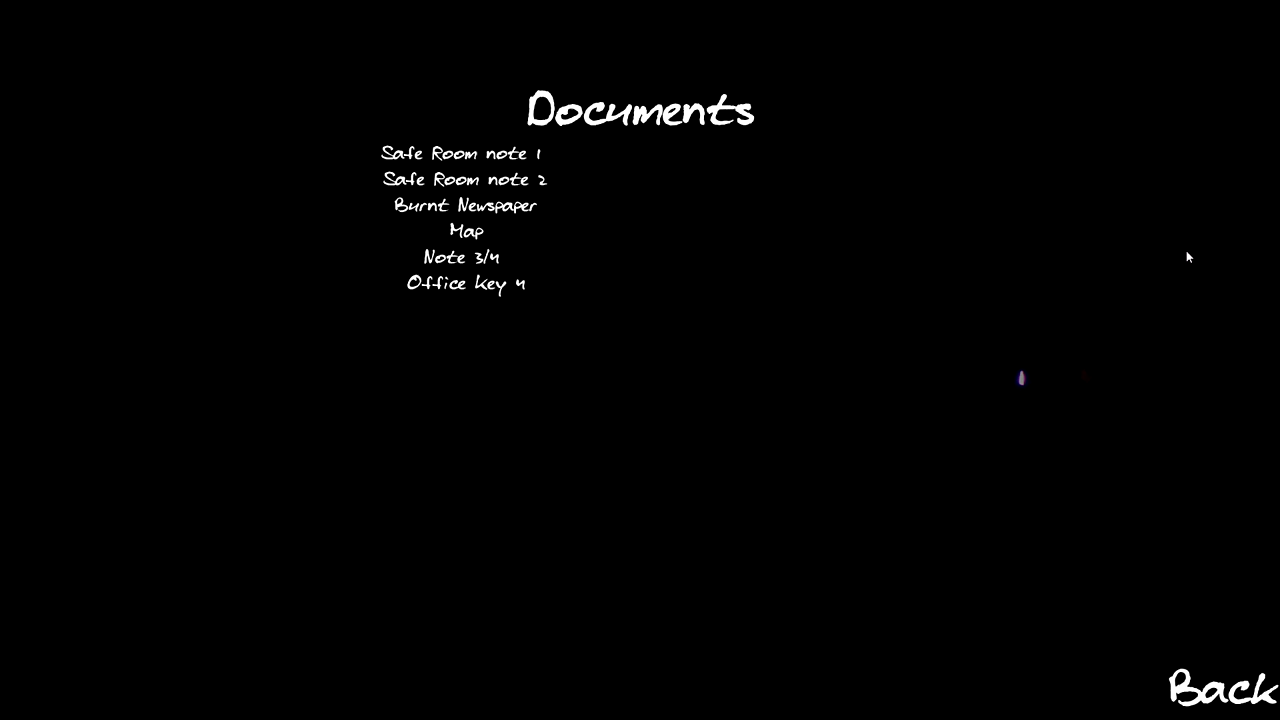 Documents
Safe Room note 1
Safe Room note 2
Burnt Newspaper
Map
Note 3/4
Office key 4
Back